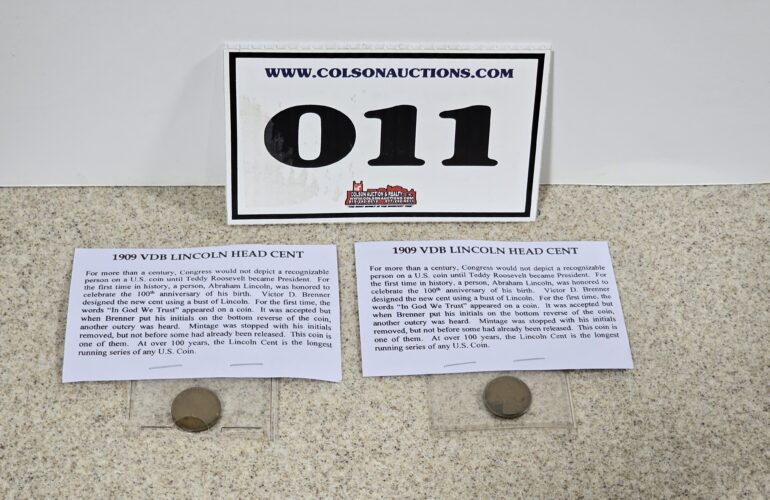 WWW.COLSONAUCTIONS.COM
011
COLSON AUCTION & REALTY
1909 VDB LINCOLN HEAD CENT
For more than a century, Congress would not depict a recognizable
person on a U.S. coin until Teddy Roosevelt became President. For
the first time in history, a person, Abraham Lincoln, was honored to
celebrate the 100th anniversary of his birth. Victor D. Brenner
designed the new cent using a bust of Lincoln. For the first time, the
words "In God We Trust" appeared on a coin. It was accepted but
when Brenner put his initials on the bottom reverse of the coin,
another outcry was heard. Mintage was stopped with his initials
removed, but not before some had already been released. This coin is
one of them. At over 100 years, the Lincoln Cent is the longest
running series of any U.S. Coin.
1909 VDB LINCOLN HEAD CENT
For more than a century, Congress would not depict a recognizable
person on a U.S. coin until Teddy Roosevelt became President. For
the first time in history, a person, Abraham Lincoln, was honored to
celebrate the 100th anniversary of his birth. Victor D. Brenner
designed the new cent using a bust of Lincoln. For the first time, the
words "In God We Trust" appeared on a coin. It was accepted but
when Brenner put his initials on the bottom reverse of the coin,
another outcry was heard. Mintage was stopped with his initials
removed, but not before some had already been released. This coin is
one of them. At over 100 years, the Lincoln Cent is the longest
running series of any U.S. Coin.